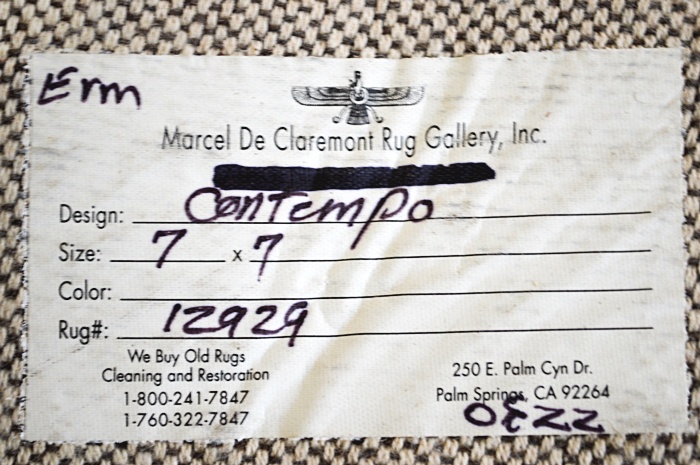 Erm
Marcel De Claremont Rug Gallery, Inc.
Design: Contempo
Size: 7 x 7
Color:
Rug#: 12929
We Buy Old Rugs
Cleaning and Restoration
1-800-241-7847
1-760-322-7847
250 E. Palm Cyn Dr.
Palm Springs, CA 92264